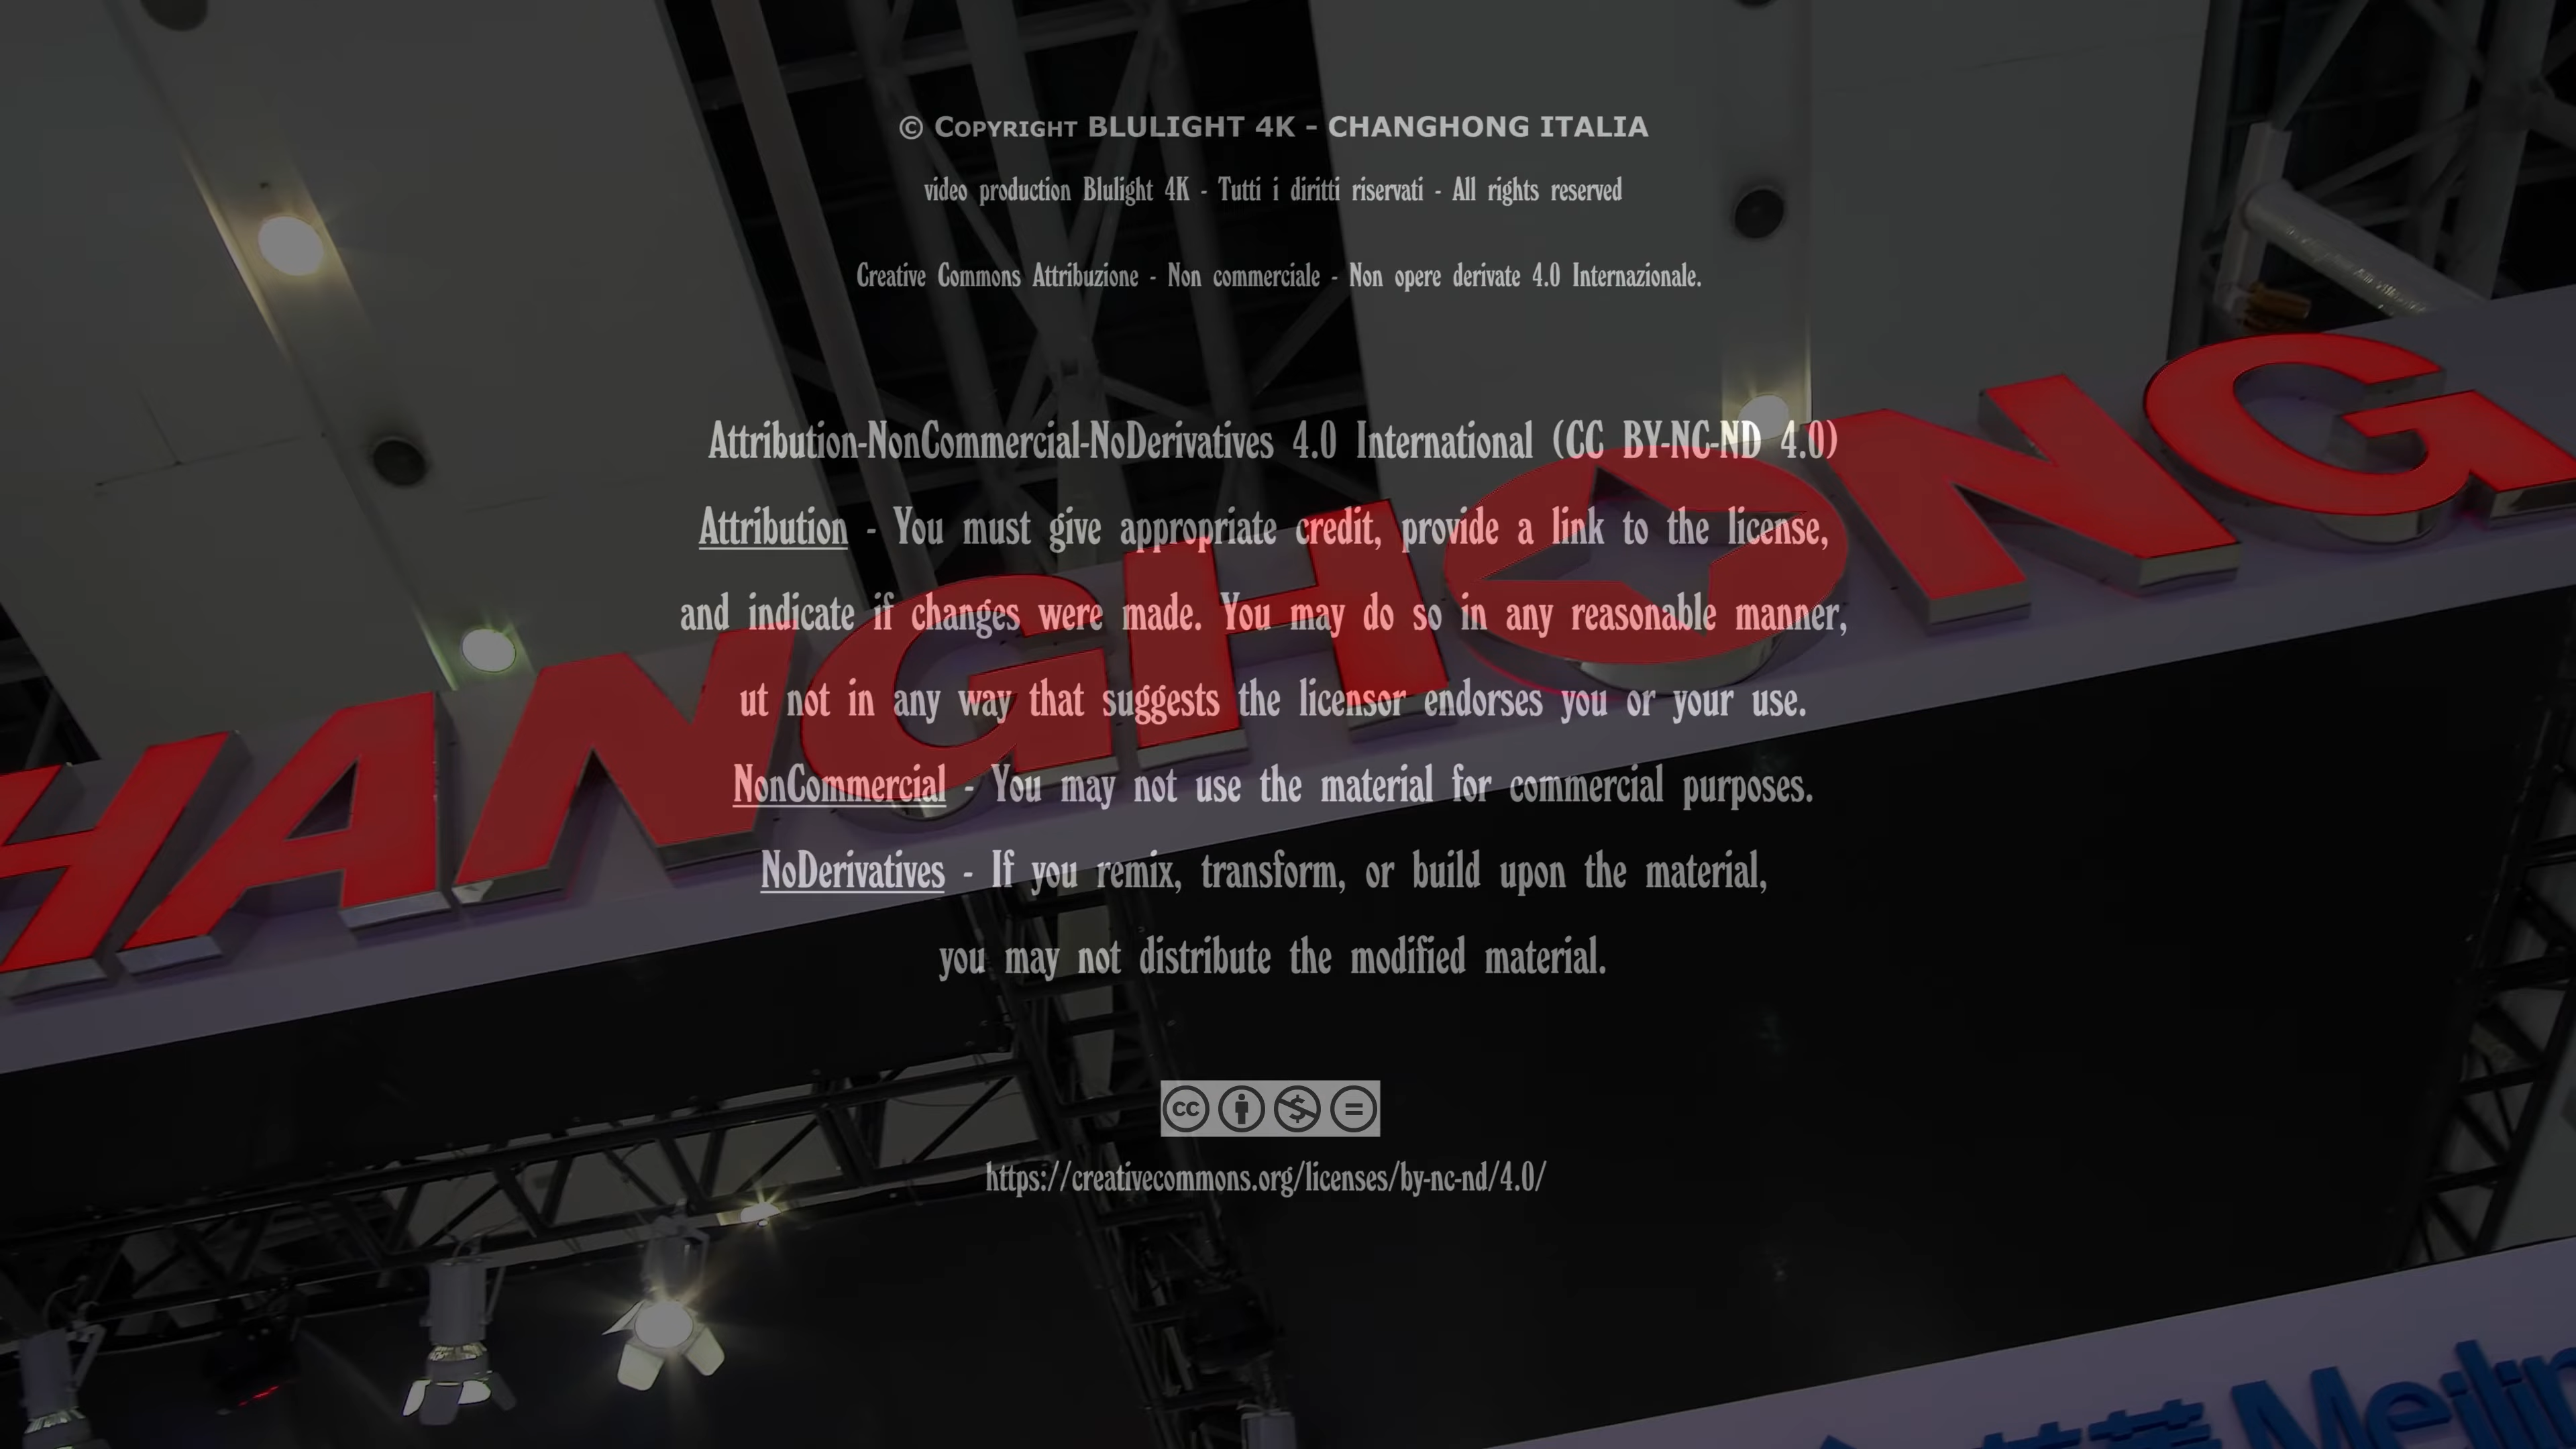 © COPYRIGHT BLULIGHT 4K - CHANGHONG ITALIA
video production Blulight 4K - Tutti i diritti riservati - All rights reserved
Creative Commons Attribuzione - Non commerciale - Non opere derivate 4.0 Internazionale.
Attribution-NonCommercial-NoDerivatives 4.0 International (CC BY-NC-ND 4.0)
Attribution - You must give appropriate credit, provide a link to the license,
and indicate if changes were made. You may do so in any reasonable manner,
ut not in any way that suggests the licensor endorses you or your use.
NonCommercial - You may not use the material for commercial purposes.
NoDerivatives - If you remix, transform, or build upon the material,
you may not distribute the modified material.
cc
https://creativecommons.org/licenses/by-nc-nd/4.0/
HANGHONG